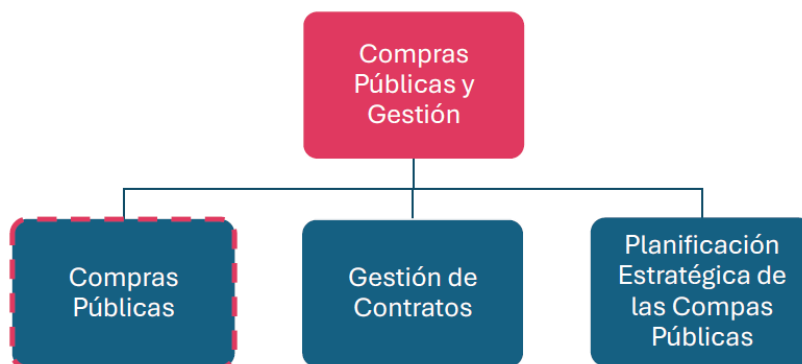 Compras
Públicas y
Gestión
Compras
Públicas
Gestión de
Contratos
Planificación
Estratégica de
las Compas
Públicas